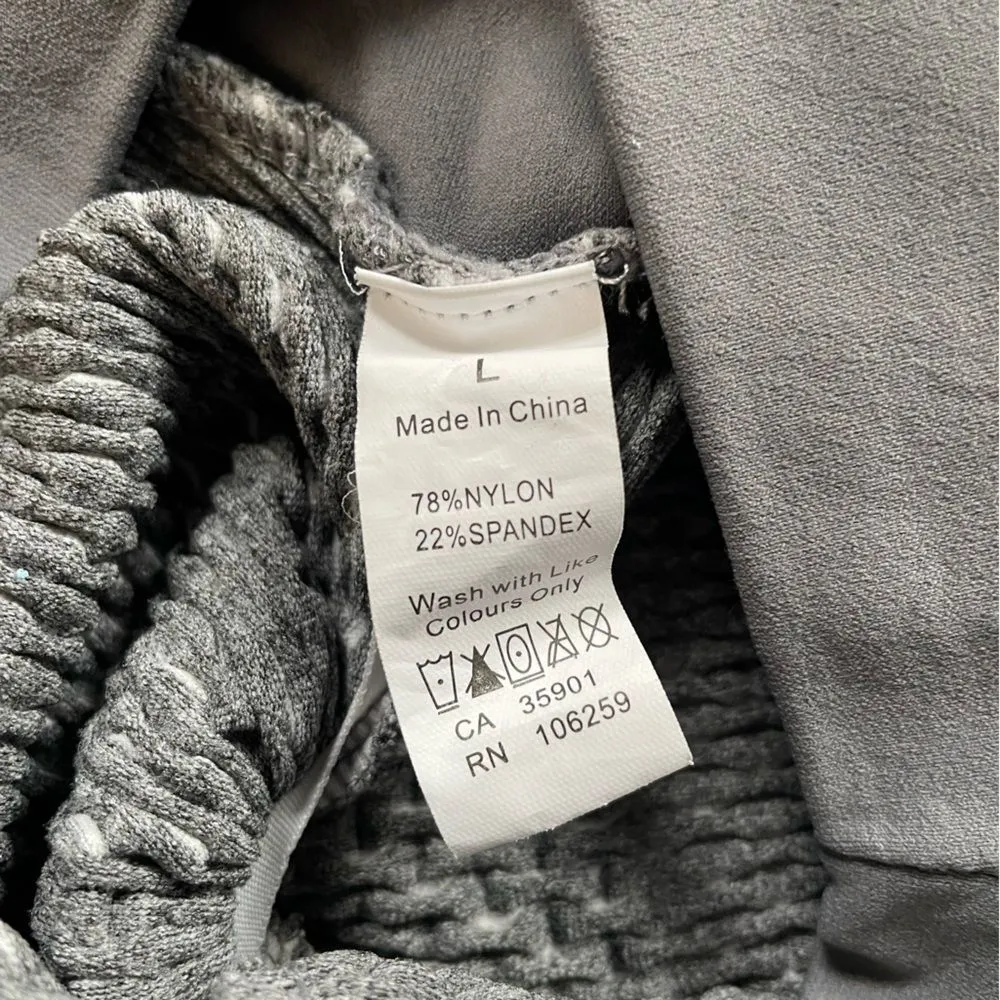 L
Made In China
78%NYLON
22%SPANDEX
Wash with Like
Colours Only
CA 35901
RN 106259